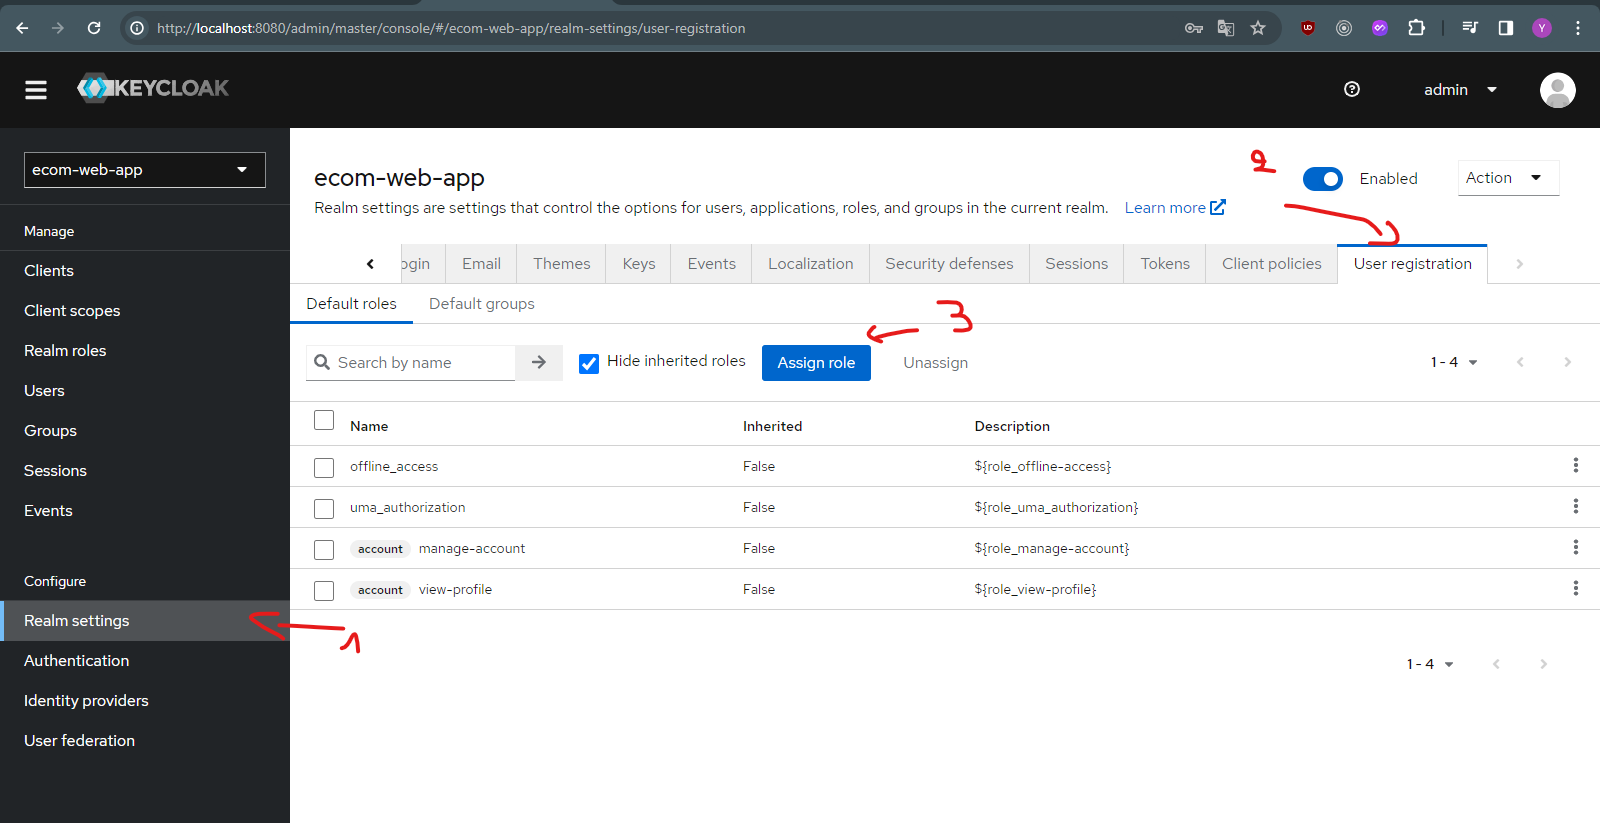 http://localhost:8080/admin/master/console/#/ecom-web-app/realm-settings/user-registration
Y
KEYCLOAK
admin
ecom-web-app
Manage
Clients
Client scopes
Realm roles
Users
Groups
Sessions
Events
Configure
Realm settings
Authentication
Identity providers
User federation
ecom-web-app
2
Enabled
Action
Realm settings are settings that control the options for users, applications, roles, and groups in the current realm. Learn more
ogin Email Themes Keys Events Localization Security defenses Sessions Tokens Client policies User registration
Default roles Default groups
3
Search by name Hide inherited roles Assign role Unassign 1 - 4
Name Inherited Description
offline_access False ${role_offline-access}
uma_authorization False ${role_uma_authorization}
account manage-account False ${role_manage-account}
account view-profile False ${role_view-profile}
1
1 - 4